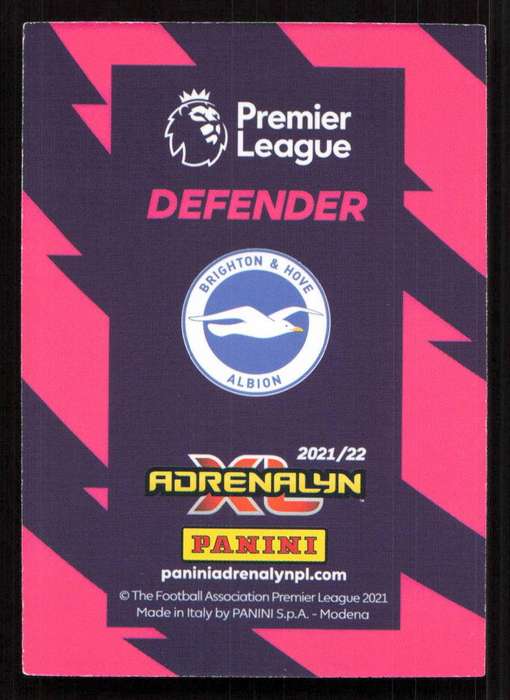 Premier
League
DEFENDER
BRIGHTON & HOVE
ALBION
2021/22
ADRENALYN XL
PANINI
paniniadrenalynpl.com
© The Football Association Premier League 2021
Made in Italy by PANINI S.p.A. - Modena